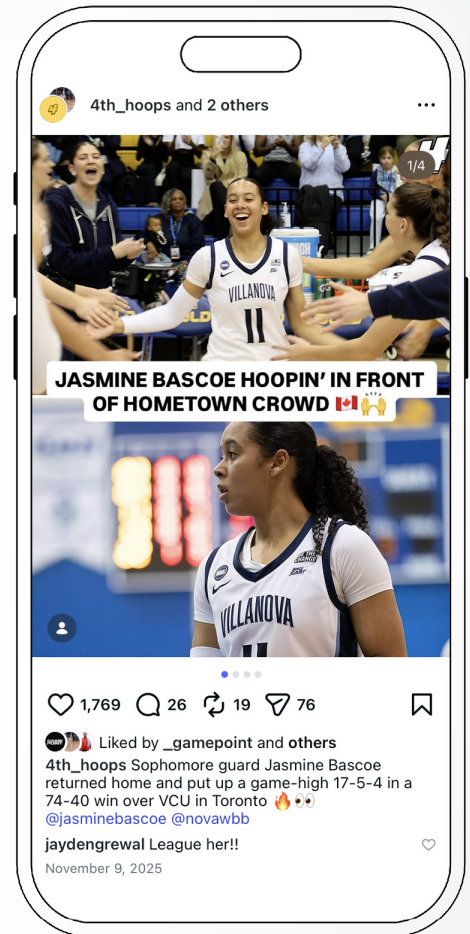 4th_hoops and 2 others
1/4
VILLANOVA
11
JASMINE BASCOE HOOPIN' IN FRONT
OF HOMETOWN CROWD 🇨🇦🙌
VILLANOVA
1,769 26 19 76
Liked by _gamepoint and others
4th_hoops Sophomore guard Jasmine Bascoe
returned home and put up a game-high 17-5-4 in a
74-40 win over VCU in Toronto 🔥👀
@jasminebascoe @novawbb
jaydengrewal League her!!
November 9, 2025